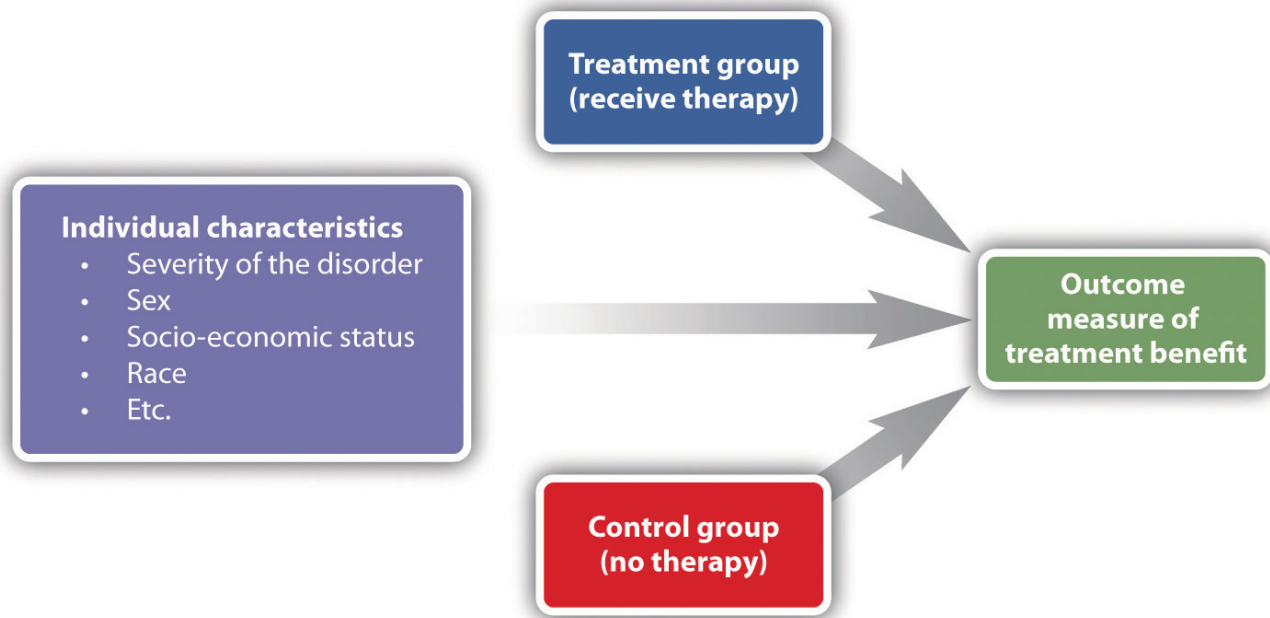 Treatment group
(receive therapy)
Individual characteristics
• Severity of the disorder
• Sex
• Socio-economic status
• Race
• Etc.
Outcome
measure of
treatment benefit
Control group
(no therapy)